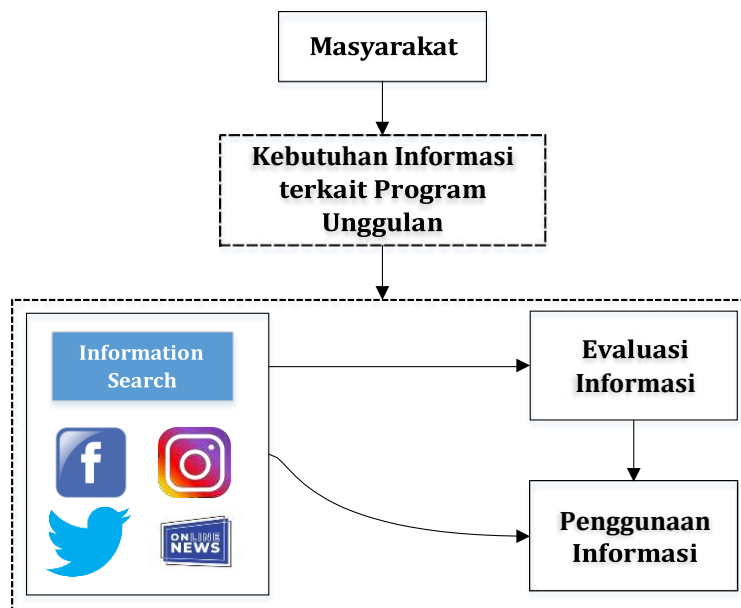 Masyarakat
Kebutuhan Informasi
terkait Program
Unggulan
Information
Search
f
ONLINE
NEWS
Evaluasi
Informasi
Penggunaan
Informasi